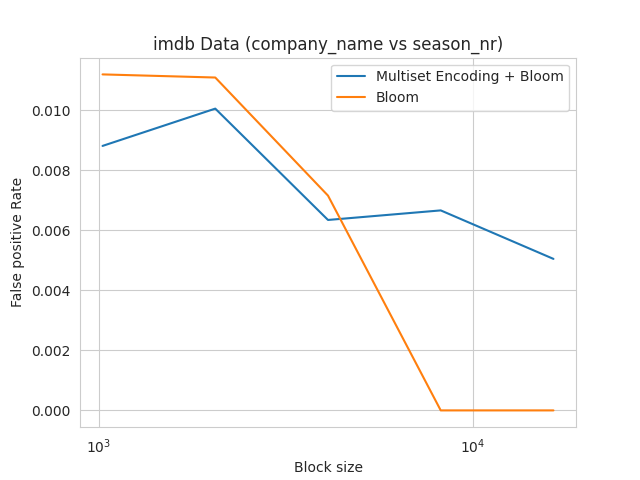 imdb Data (company_name vs season_nr)
Multiset Encoding + Bloom
Bloom
False positive Rate
0.010
0.008
0.006
0.004
0.002
0.000
10³
10⁴
Block size